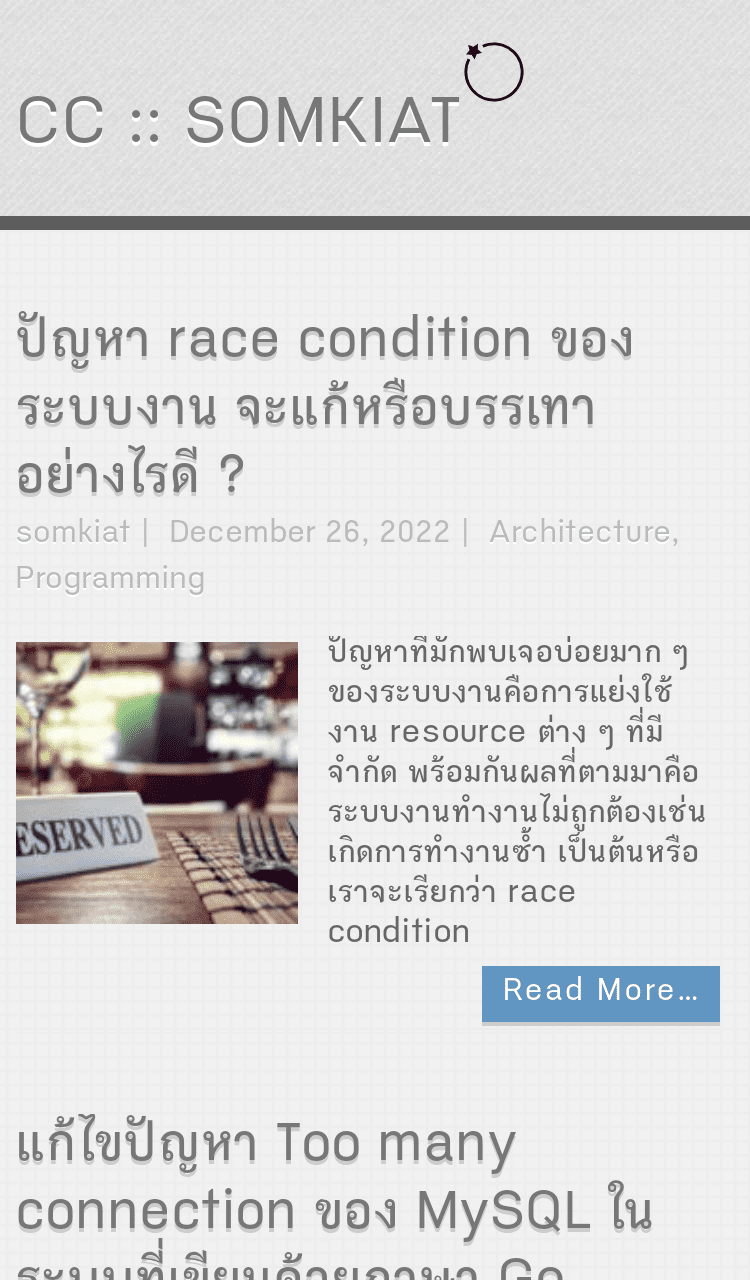 CC :: SOMKIAT
ปัญหา race condition ของ
ระบบงาน จะแก้หรือบรรเทา
อย่างไรดี ?
somkiat | December 26, 2022 | Architecture,
Programming
ESERVED
ปัญหาที่มักพบเจอบ่อยมาก ๆ
ของระบบงานคือการแย่งใช้
งาน resource ต่าง ๆ ที่มี
จำกัด พร้อมกันผลที่ตามมาคือ
ระบบงานทำงานไม่ถูกต้องเช่น
เกิดการทำงานซ้ำ เป็นต้นหรือ
เราจะเรียกว่า race
condition
Read More…
แก้ไขปัญหา Too many
connection ของ MySQL ใน
ระบบที่เขียนด้วยภาษา Go